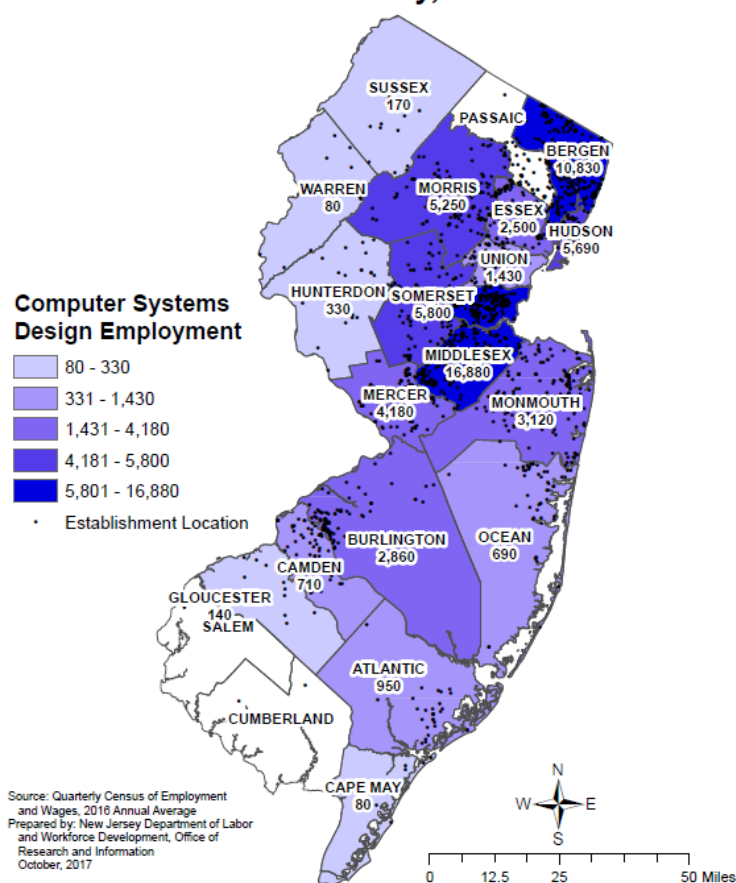 SUSSEX
170
PASSAIC
BERGEN
10,830
WARREN
80
MORRIS
5,250
ESSEX
2,500
HUDSON
5,690
UNION
1,430
HUNTERDON
330
SOMERSET
5,800
Computer Systems
Design Employment
80 - 330
331 - 1,430
1,431 - 4,180
4,181 - 5,800
5,801 - 16,880
Establishment Location
MIDDLESEX
16,880
MERCER
4,180
MONMOUTH
3,120
OCEAN
690
BURLINGTON
2,860
CAMDEN
710
GLOUCESTER
140
SALEM
ATLANTIC
950
CUMBERLAND
CAPE MAY
80
Source: Quarterly Census of Employment
and Wages, 2016 Annual Average
Prepared by: New Jersey Department of Labor
and Workforce Development, Office of
Research and Information
October, 2017
N
W E
S
0 12.5 25 50 Miles